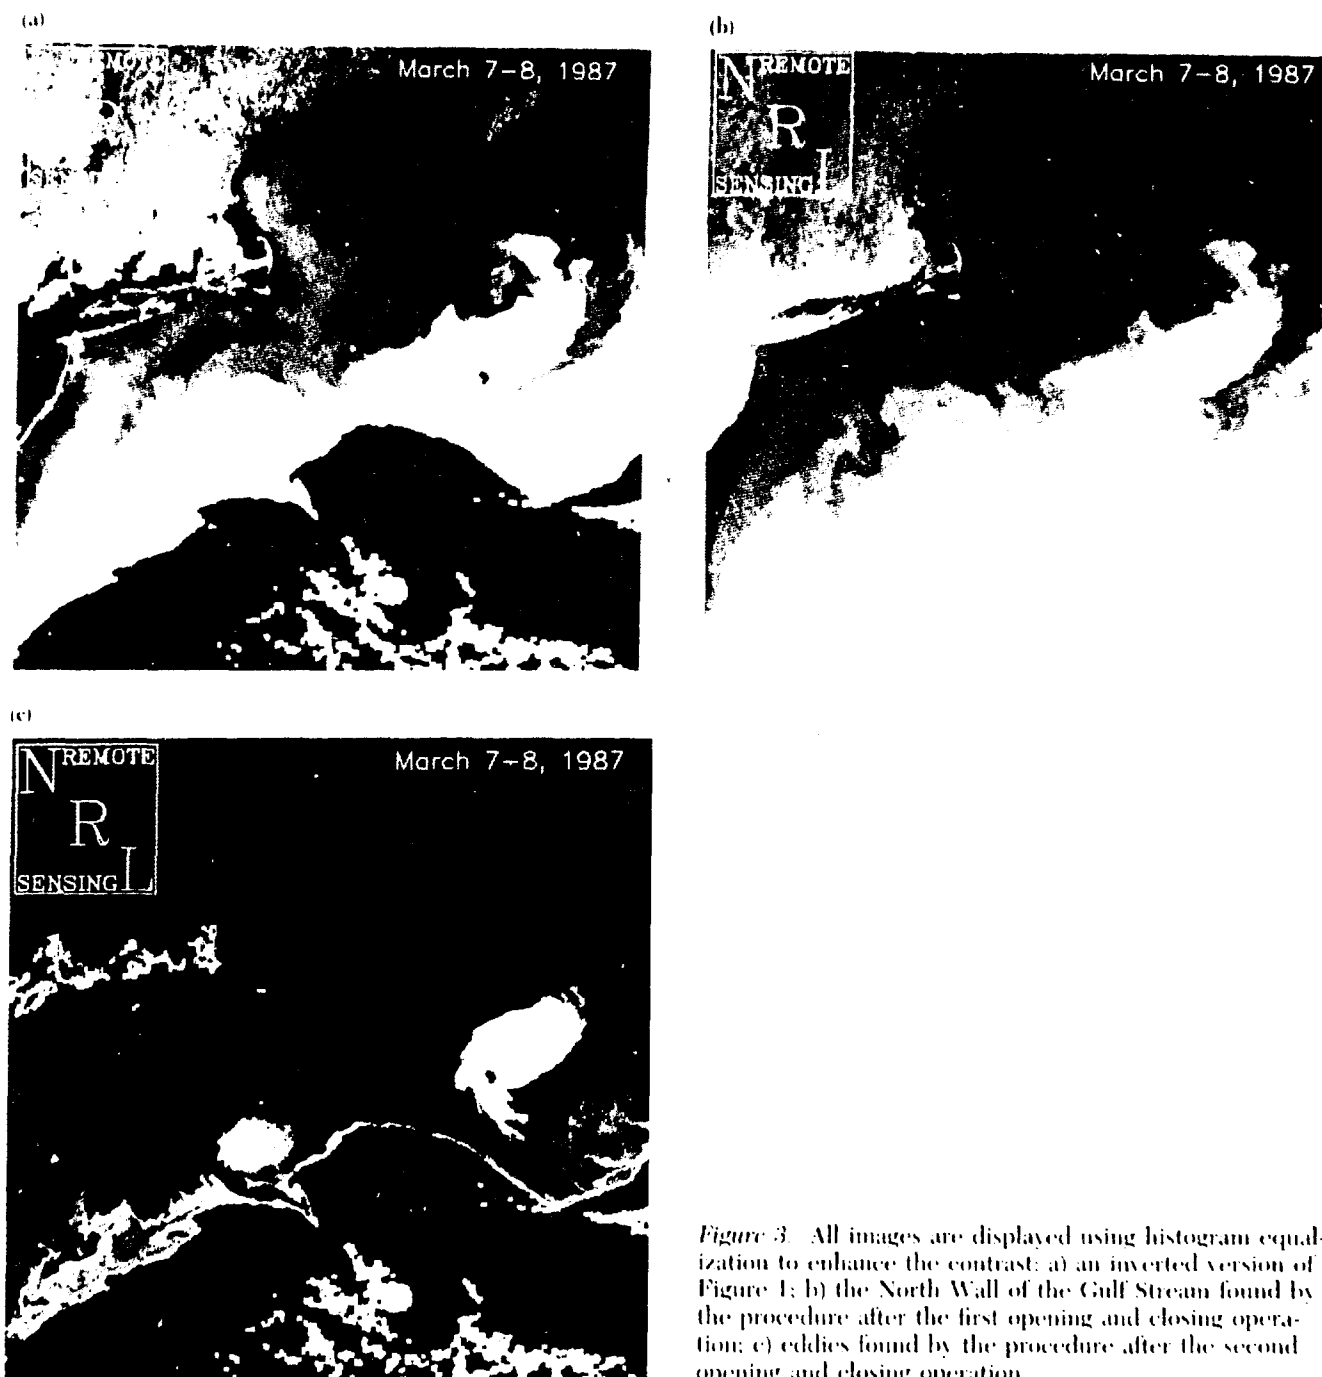 (a)
MOTE
March 7-8, 1987
R
SENS
(b)
N REMOTE
March 7-8, 1987
R
SENSING L
(c)
N REMOTE
March 7-8, 1987
R
SENSING L
Figure 3. All images are displayed using histogram equal-
ization to enhance the contrast: a) an inverted version of
Figure 1; b) the North Wall of the Gulf Stream found by
the procedure after the first opening and closing opera-
tion; c) eddies found by the procedure after the second
opening and closing operation